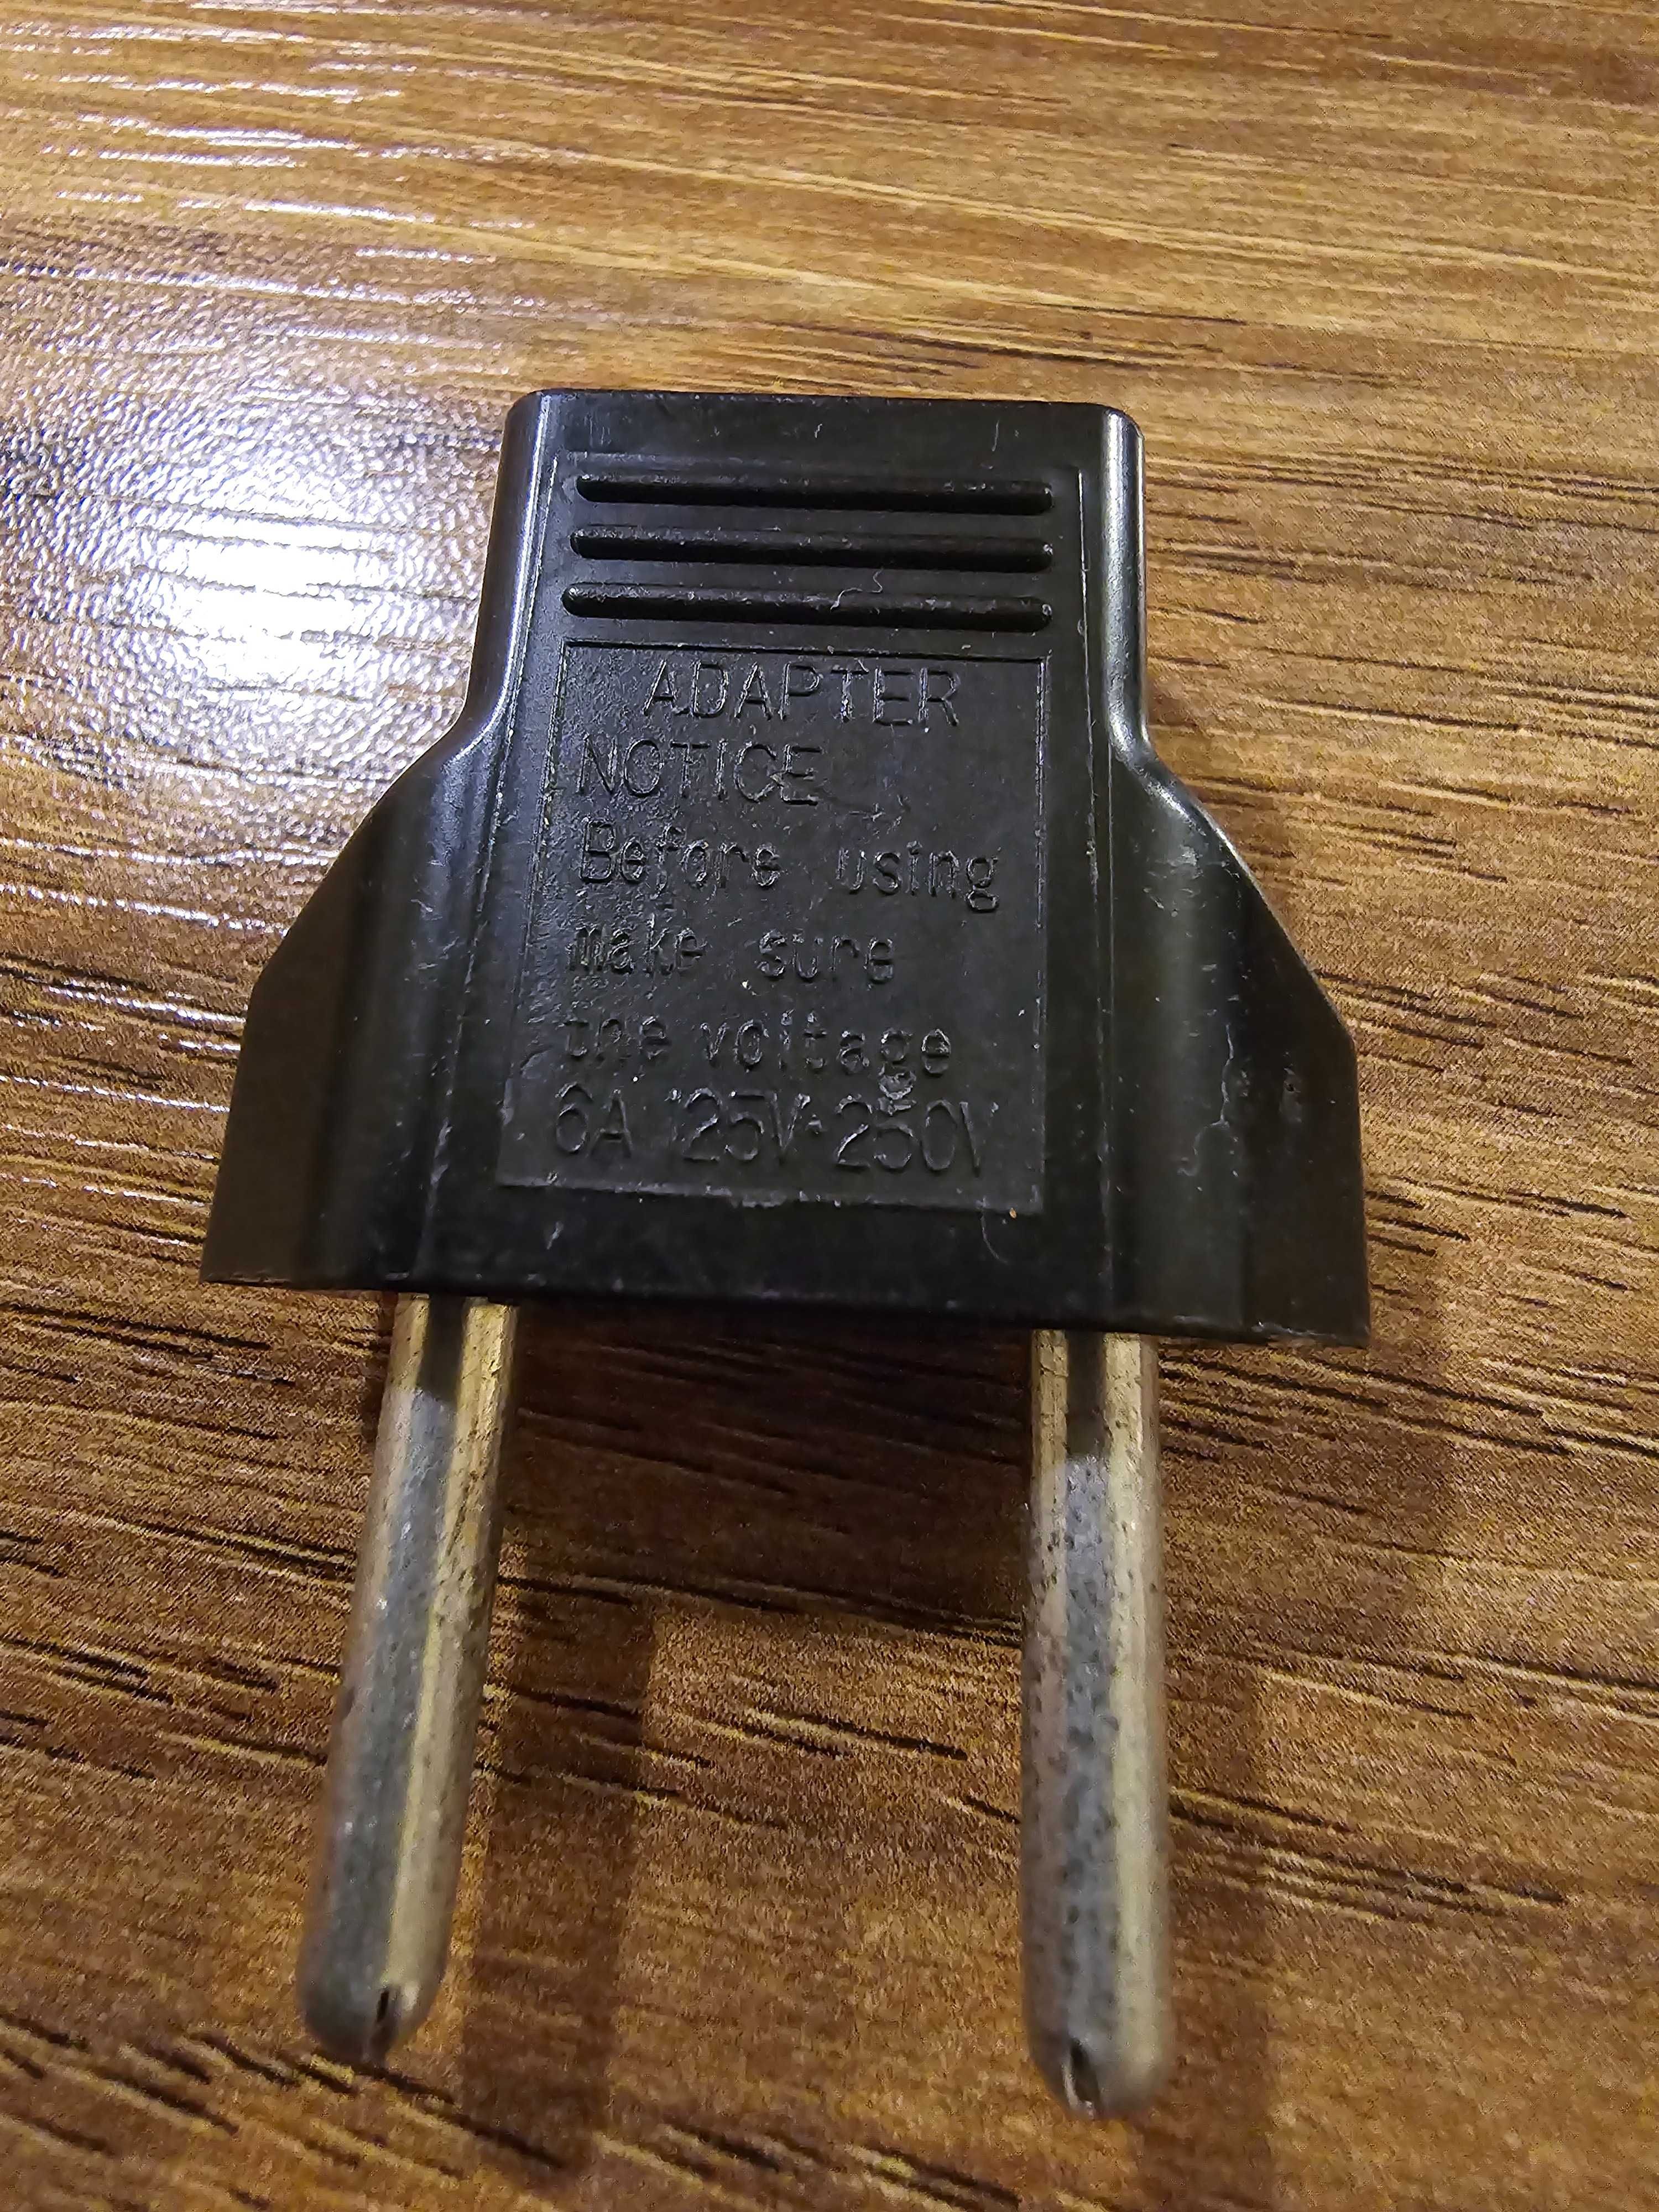 ADAPTER
NOTICE
Before using
make sure
the voltage
6A 125V·250V